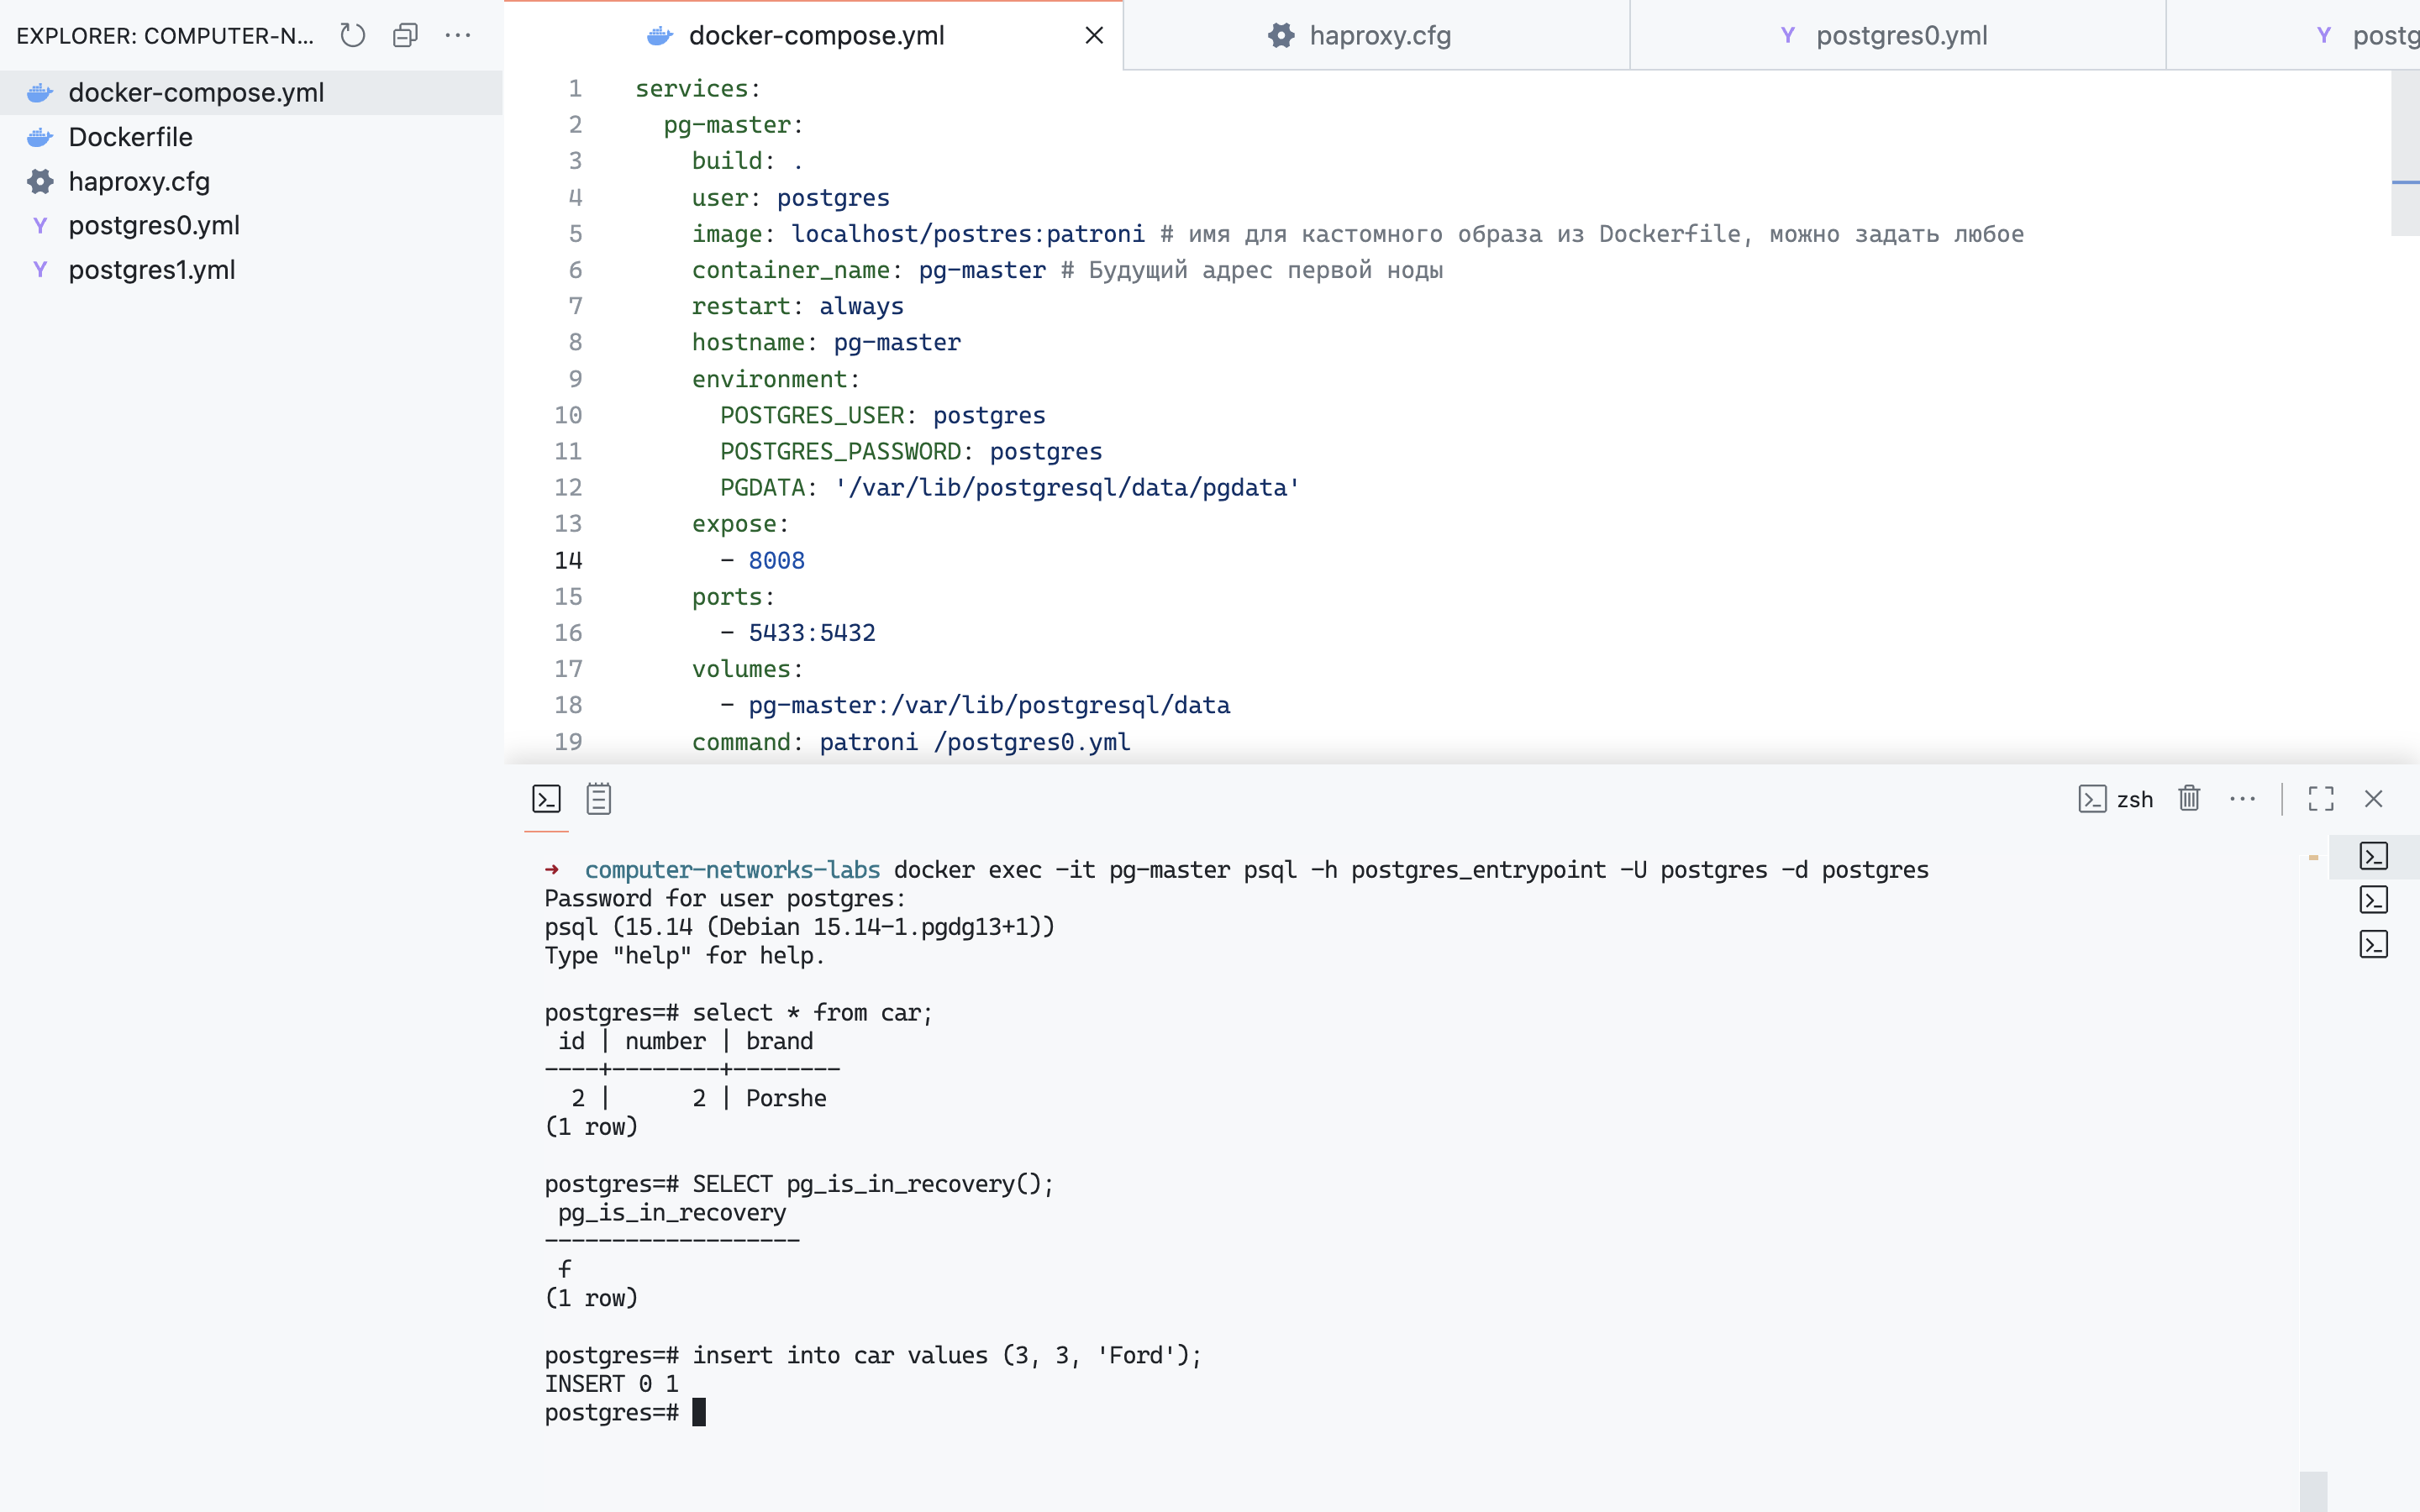 EXPLORER: COMPUTER-N...
docker-compose.yml
Dockerfile
haproxy.cfg
postgres0.yml
postgres1.yml
docker-compose.yml
haproxy.cfg
postgres0.yml
postg
1 services:
2 pg-master:
3 build: .
4 user: postgres
5 image: localhost/postres:patroni # имя для кастомного образа из Dockerfile, можно задать любое
6 container_name: pg-master # Будущий адрес первой ноды
7 restart: always
8 hostname: pg-master
9 environment:
10 POSTGRES_USER: postgres
11 POSTGRES_PASSWORD: postgres
12 PGDATA: '/var/lib/postgresql/data/pgdata'
13 expose:
14 - 8008
15 ports:
16 - 5433:5432
17 volumes:
18 - pg-master:/var/lib/postgresql/data
19 command: patroni /postgres0.yml
zsh
➜ computer-networks-labs docker exec -it pg-master psql -h postgres_entrypoint -U postgres -d postgres
Password for user postgres:
psql (15.14 (Debian 15.14-1.pgdg13+1))
Type "help" for help.
postgres=# select * from car;
id | number | brand
----+--------+--------
2 | 2 | Porshe
(1 row)
postgres=# SELECT pg_is_in_recovery();
pg_is_in_recovery
-------------------
f
(1 row)
postgres=# insert into car values (3, 3, 'Ford');
INSERT 0 1
postgres=#